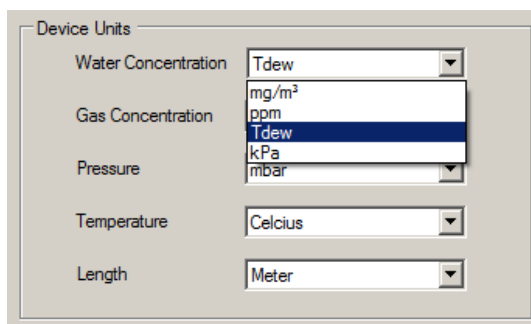 Device Units
Water Concentration Tdew
mg/m³
Gas Concentration ppm
Tdew
kPa
Pressure mbar
Temperature Celcius
Length Meter